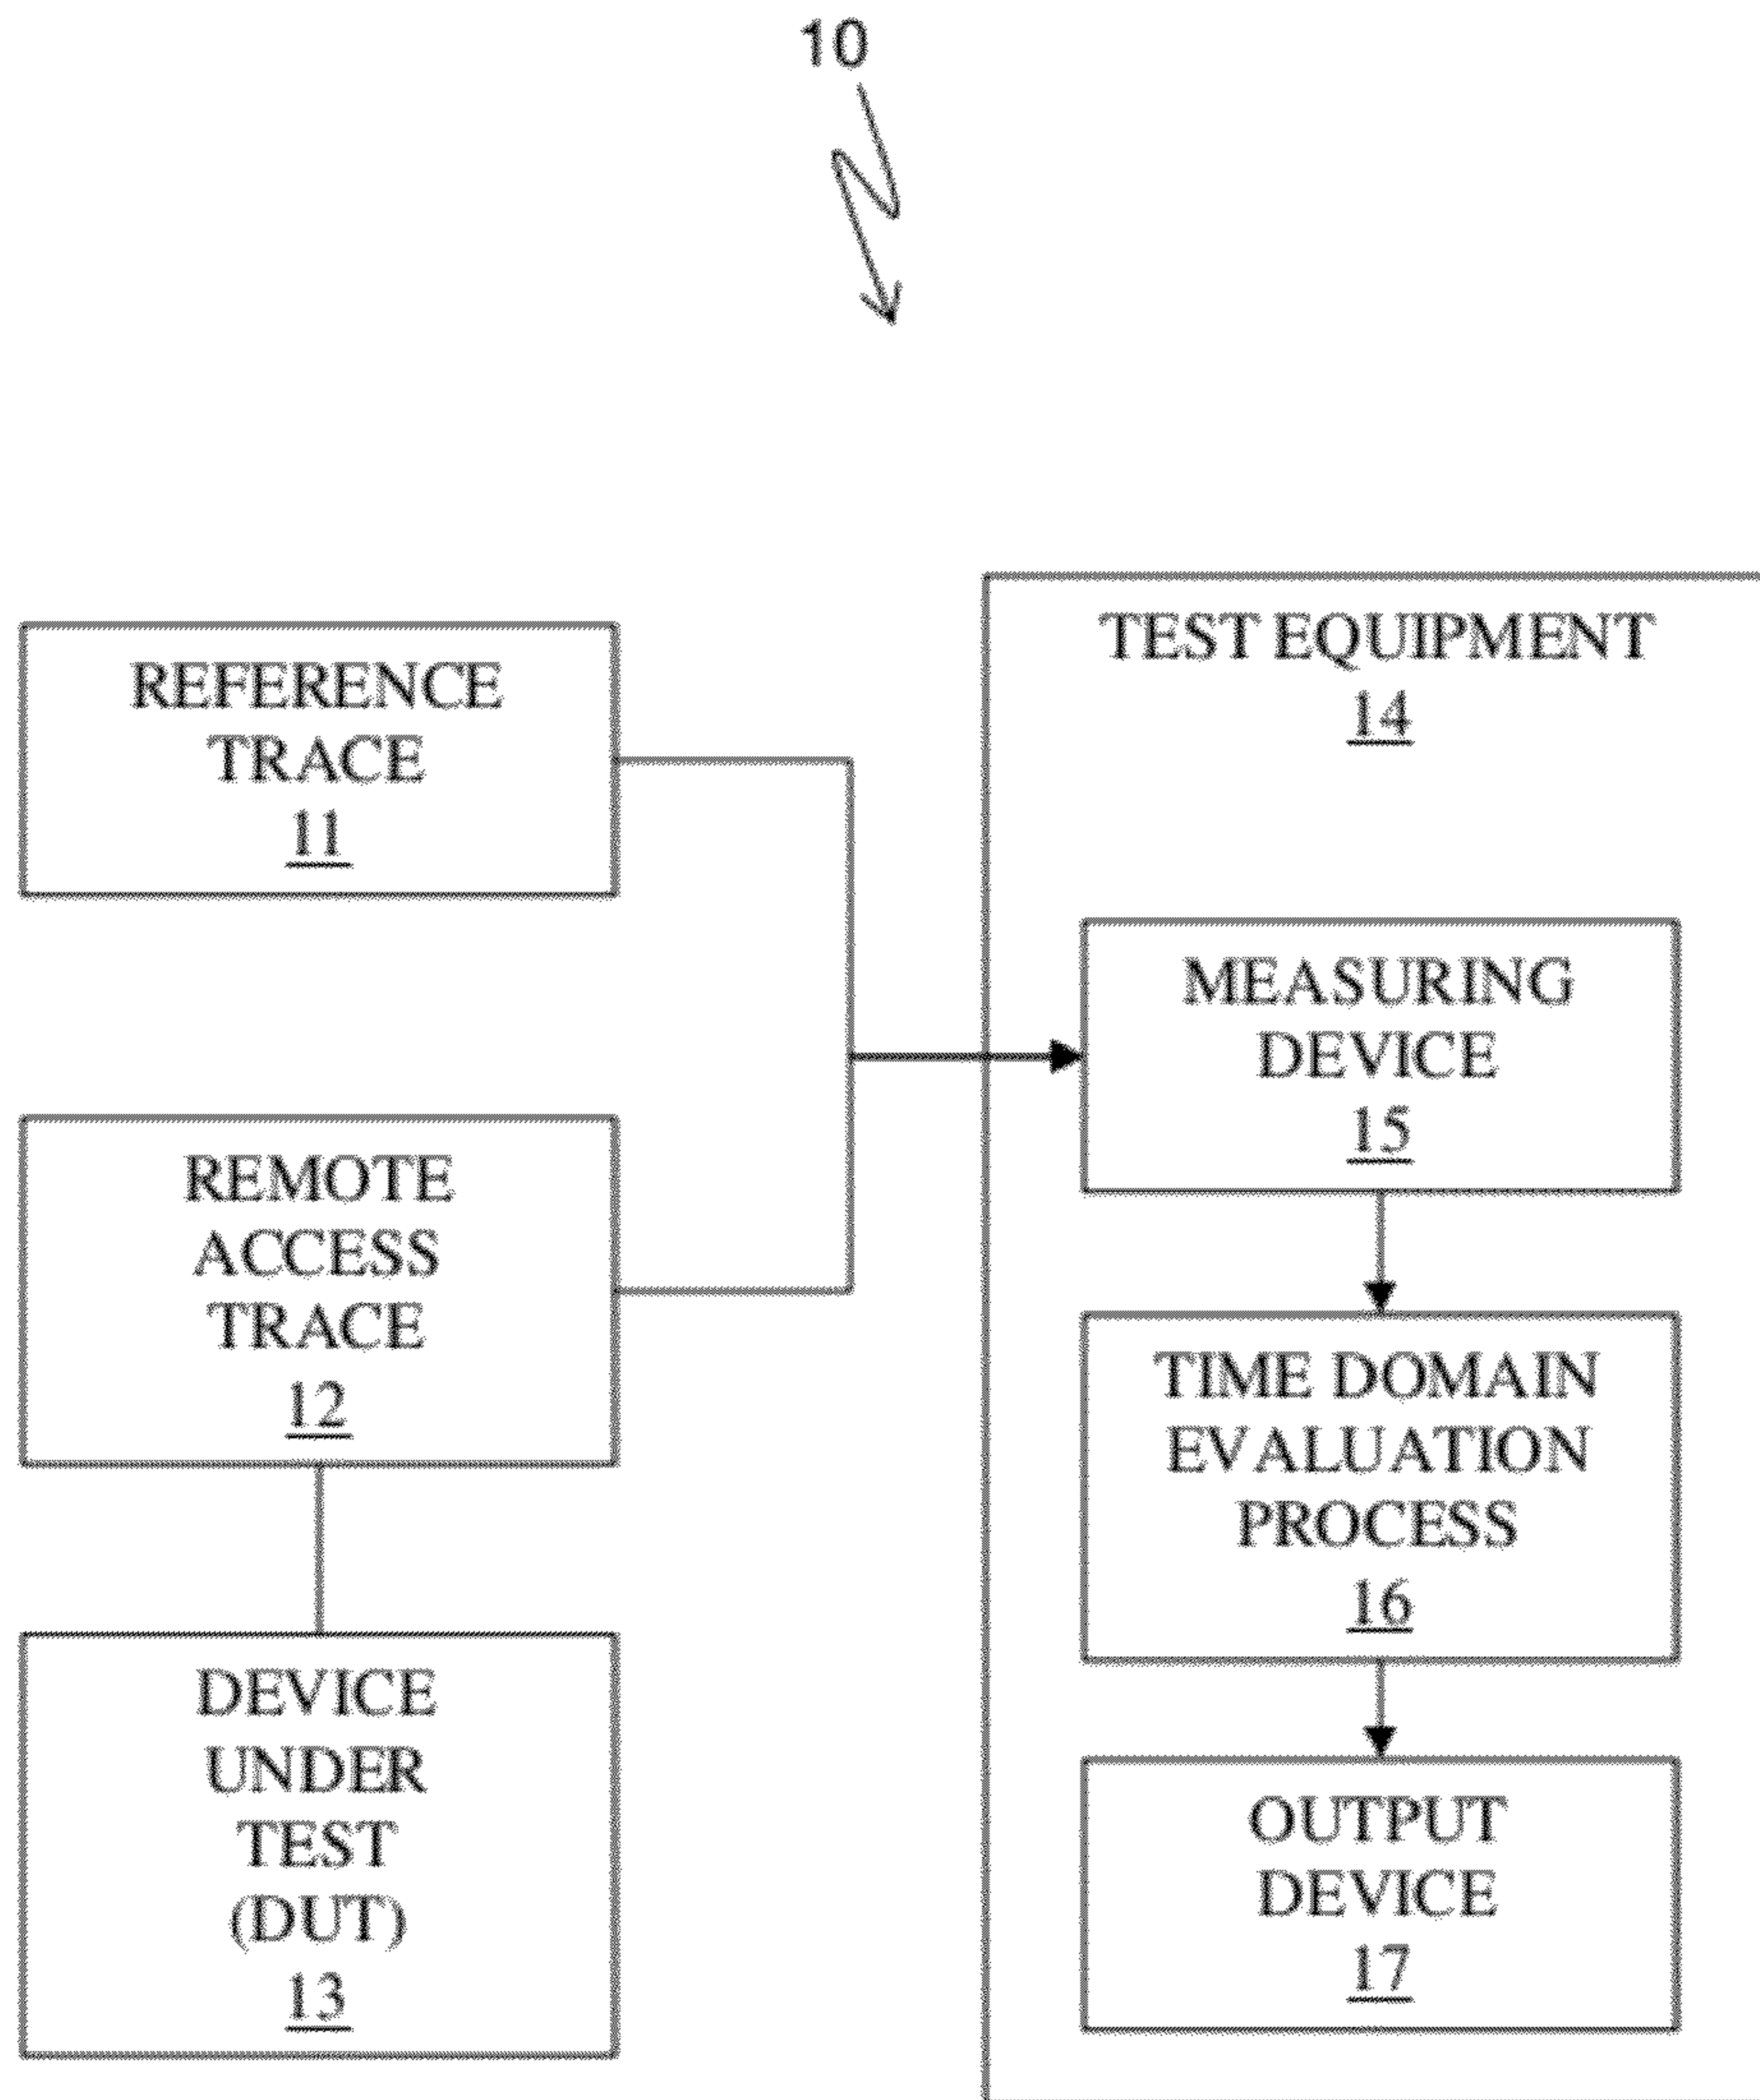 10
REFERENCE
TRACE
11
REMOTE
ACCESS
TRACE
12
DEVICE
UNDER
TEST
(DUT)
13
TEST EQUIPMENT
14
MEASURING
DEVICE
15
TIME DOMAIN
EVALUATION
PROCESS
16
OUTPUT
DEVICE
17